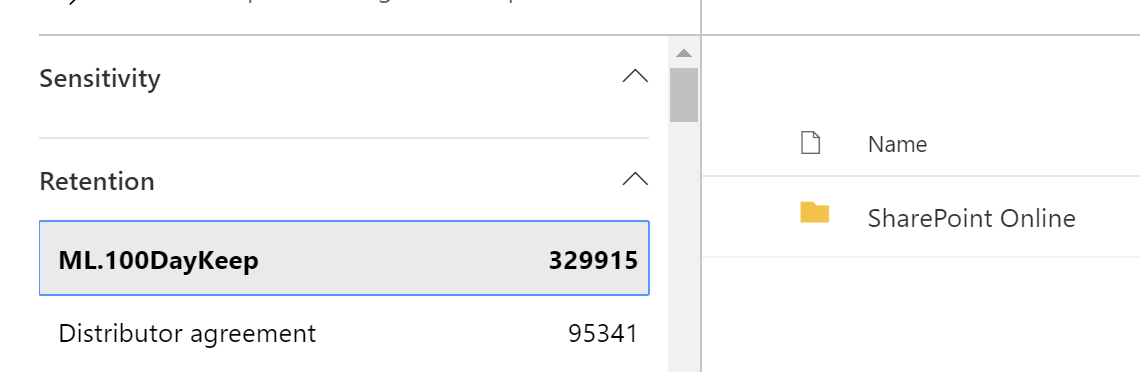 Sensitivity
Retention
ML.100DayKeep 329915
Distributor agreement 95341
Name
SharePoint Online